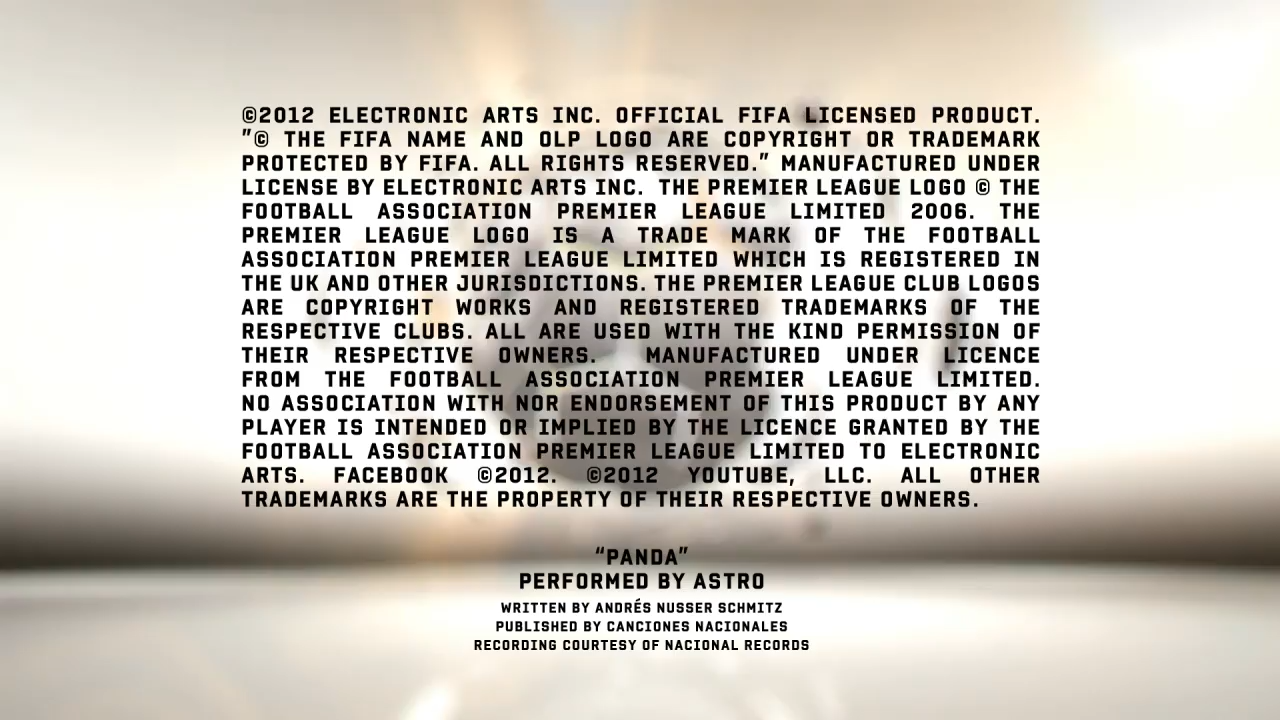 ©2012 ELECTRONIC ARTS INC. OFFICIAL FIFA LICENSED PRODUCT.
"© THE FIFA NAME AND OLP LOGO ARE COPYRIGHT OR TRADEMARK
PROTECTED BY FIFA. ALL RIGHTS RESERVED." MANUFACTURED UNDER
LICENSE BY ELECTRONIC ARTS INC. THE PREMIER LEAGUE LOGO © THE
FOOTBALL ASSOCIATION PREMIER LEAGUE LIMITED 2006. THE
PREMIER LEAGUE LOGO IS A TRADE MARK OF THE FOOTBALL
ASSOCIATION PREMIER LEAGUE LIMITED WHICH IS REGISTERED IN
THE UK AND OTHER JURISDICTIONS. THE PREMIER LEAGUE CLUB LOGOS
ARE COPYRIGHT WORKS AND REGISTERED TRADEMARKS OF THE
RESPECTIVE CLUBS. ALL ARE USED WITH THE KIND PERMISSION OF
THEIR RESPECTIVE OWNERS. MANUFACTURED UNDER LICENCE
FROM THE FOOTBALL ASSOCIATION PREMIER LEAGUE LIMITED.
NO ASSOCIATION WITH NOR ENDORSEMENT OF THIS PRODUCT BY ANY
PLAYER IS INTENDED OR IMPLIED BY THE LICENCE GRANTED BY THE
FOOTBALL ASSOCIATION PREMIER LEAGUE LIMITED TO ELECTRONIC
ARTS. FACEBOOK ©2012. ©2012 YOUTUBE, LLC. ALL OTHER
TRADEMARKS ARE THE PROPERTY OF THEIR RESPECTIVE OWNERS.
“PANDA”
PERFORMED BY ASTRO
WRITTEN BY ANDRÉS NUSSER SCHMITZ
PUBLISHED BY CANCIONES NACIONALES
RECORDING COURTESY OF NACIONAL RECORDS